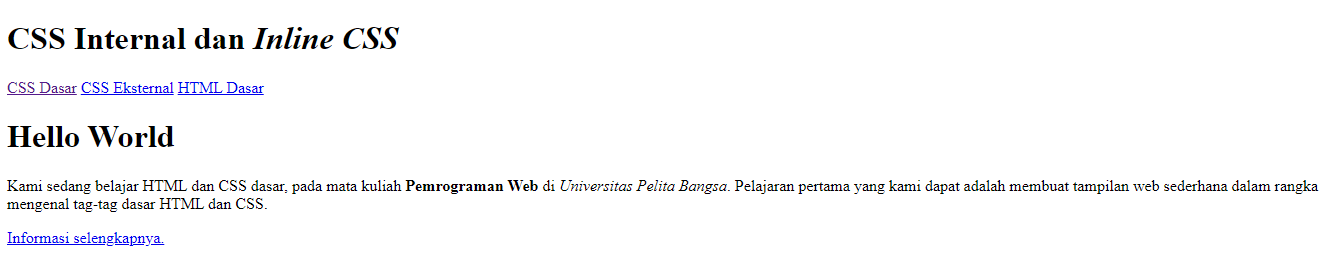 CSS Internal dan Inline CSS
CSS Dasar CSS Eksternal HTML Dasar
Hello World
Kami sedang belajar HTML dan CSS dasar, pada mata kuliah Pemrograman Web di Universitas Pelita Bangsa. Pelajaran pertama yang kami dapat adalah membuat tampilan web sederhana dalam rangka
mengenal tag-tag dasar HTML dan CSS.
Informasi selengkapnya.